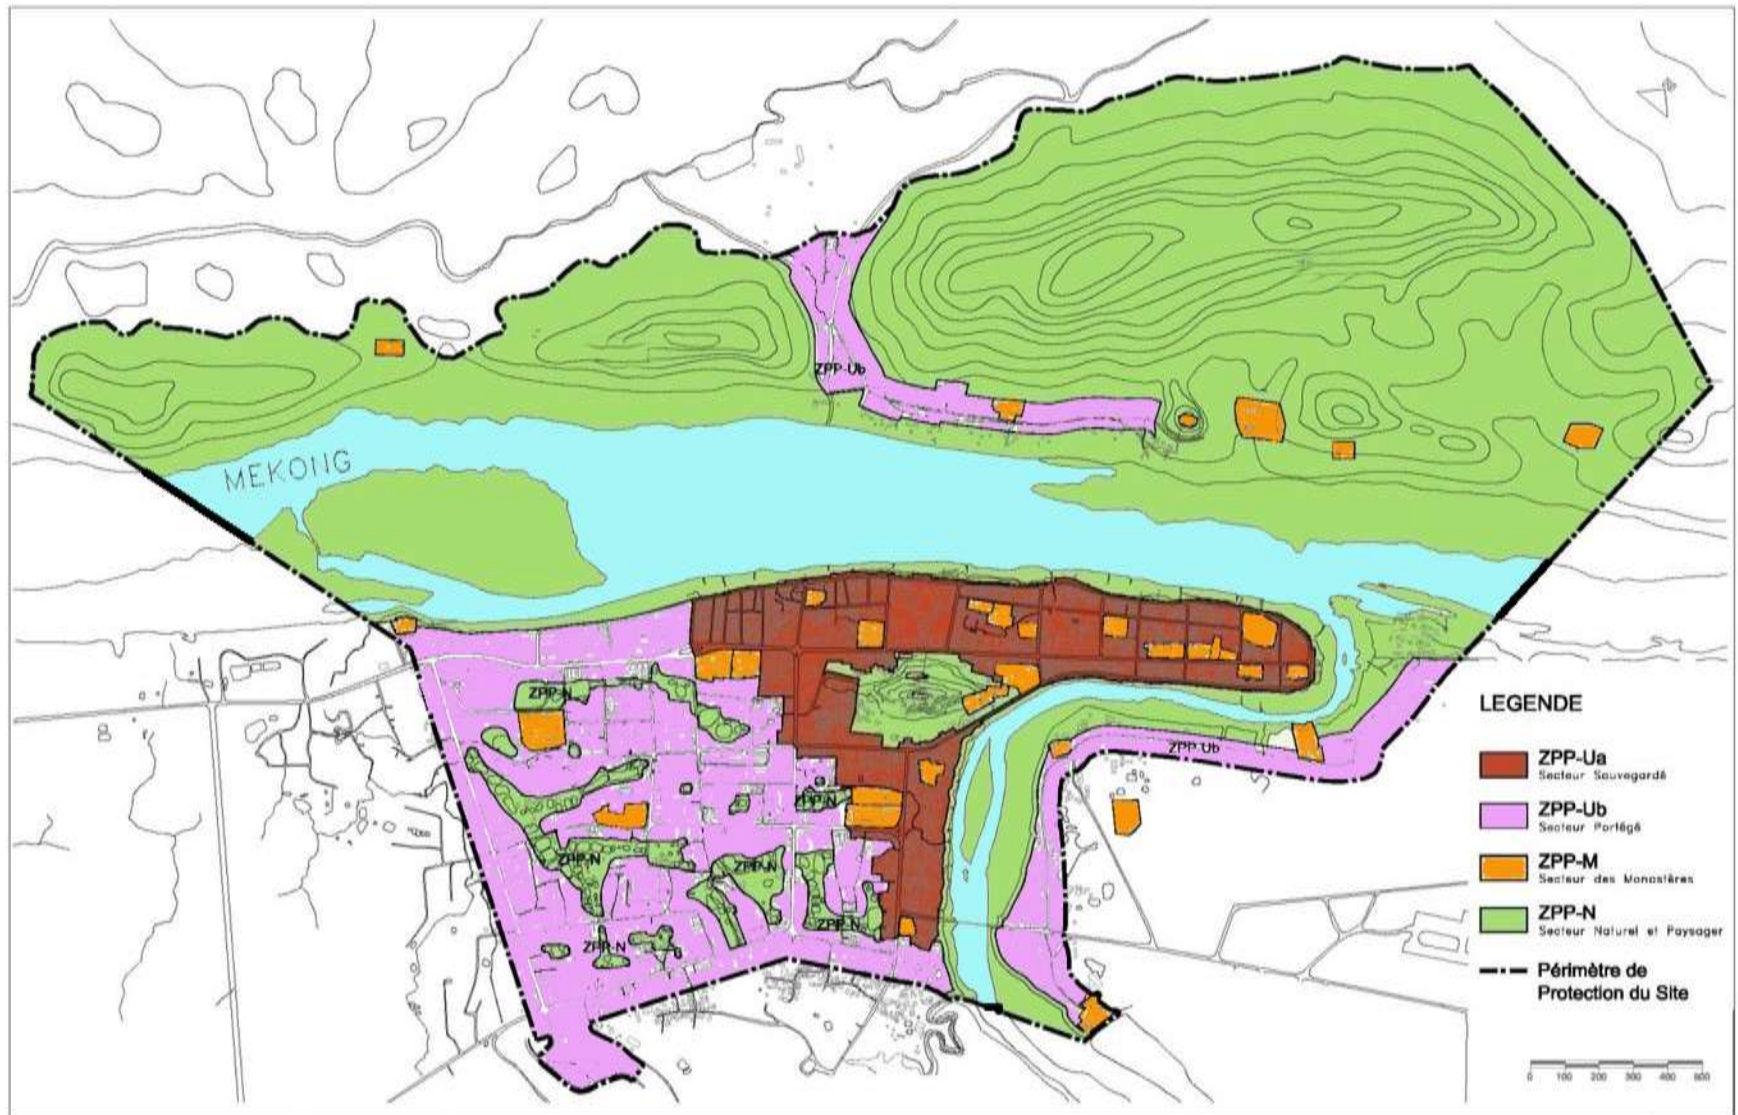 ZPP-Ub
MEKONG
ZPP-N
ZPP-Ub
ZPP-N
ZPP-N
ZPP-N
ZPP-N
ZPP-N
LEGENDE
ZPP-Ua
Secteur Sauvegardé
ZPP-Ub
Secteur Portégé
ZPP-M
Secteur des Monastères
ZPP-N
Secteur Naturel et Paysager
Périmètre de
Protection du Site
0 100 200 300 400 500